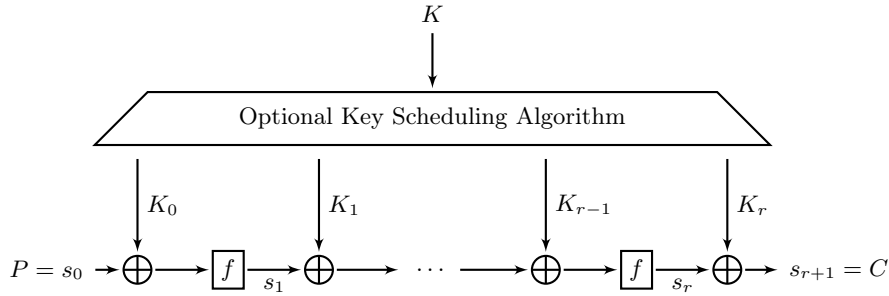 K
Optional Key Scheduling Algorithm
K_0 K_1 K_{r−1} K_r
P = s_0 f s_1 ··· f s_r s_{r+1} = C